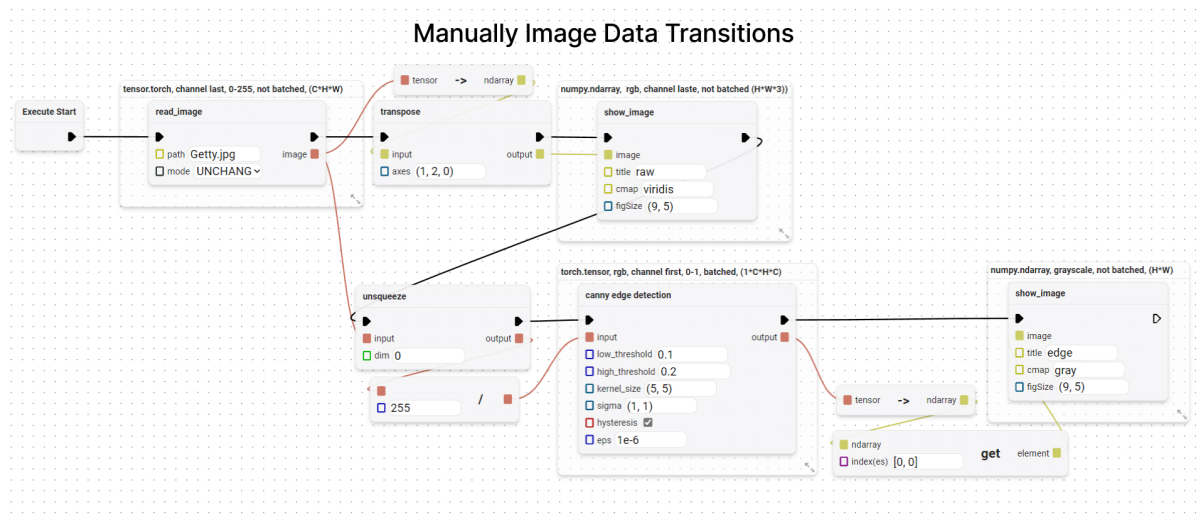 Manually Image Data Transitions
tensor -> ndarray
tensor.torch, channel last, 0-255, not batched, (C*H*W)
numpy.ndarray, rgb, channel laste, not batched (H*W*3))
Execute Start
read_image
transpose
show_image
path Getty.jpg
image
input
output
image
mode UNCHANG
axes (1, 2, 0)
title raw
cmap viridis
figSize (9, 5)
torch.tensor, rgb, channel first, 0-1, batched, (1*C*H*C)
numpy.ndarray, grayscale, not batched, (H*W)
unsqueeze
canny edge detection
show_image
input
output
input
output
image
dim 0
low_threshold 0.1
title edge
high_threshold 0.2
cmap gray
kernel_size (5, 5)
figSize (9, 5)
255
/
sigma (1, 1)
tensor -> ndarray
hysteresis
eps 1e-6
ndarray
get
element
index(es) [0, 0]